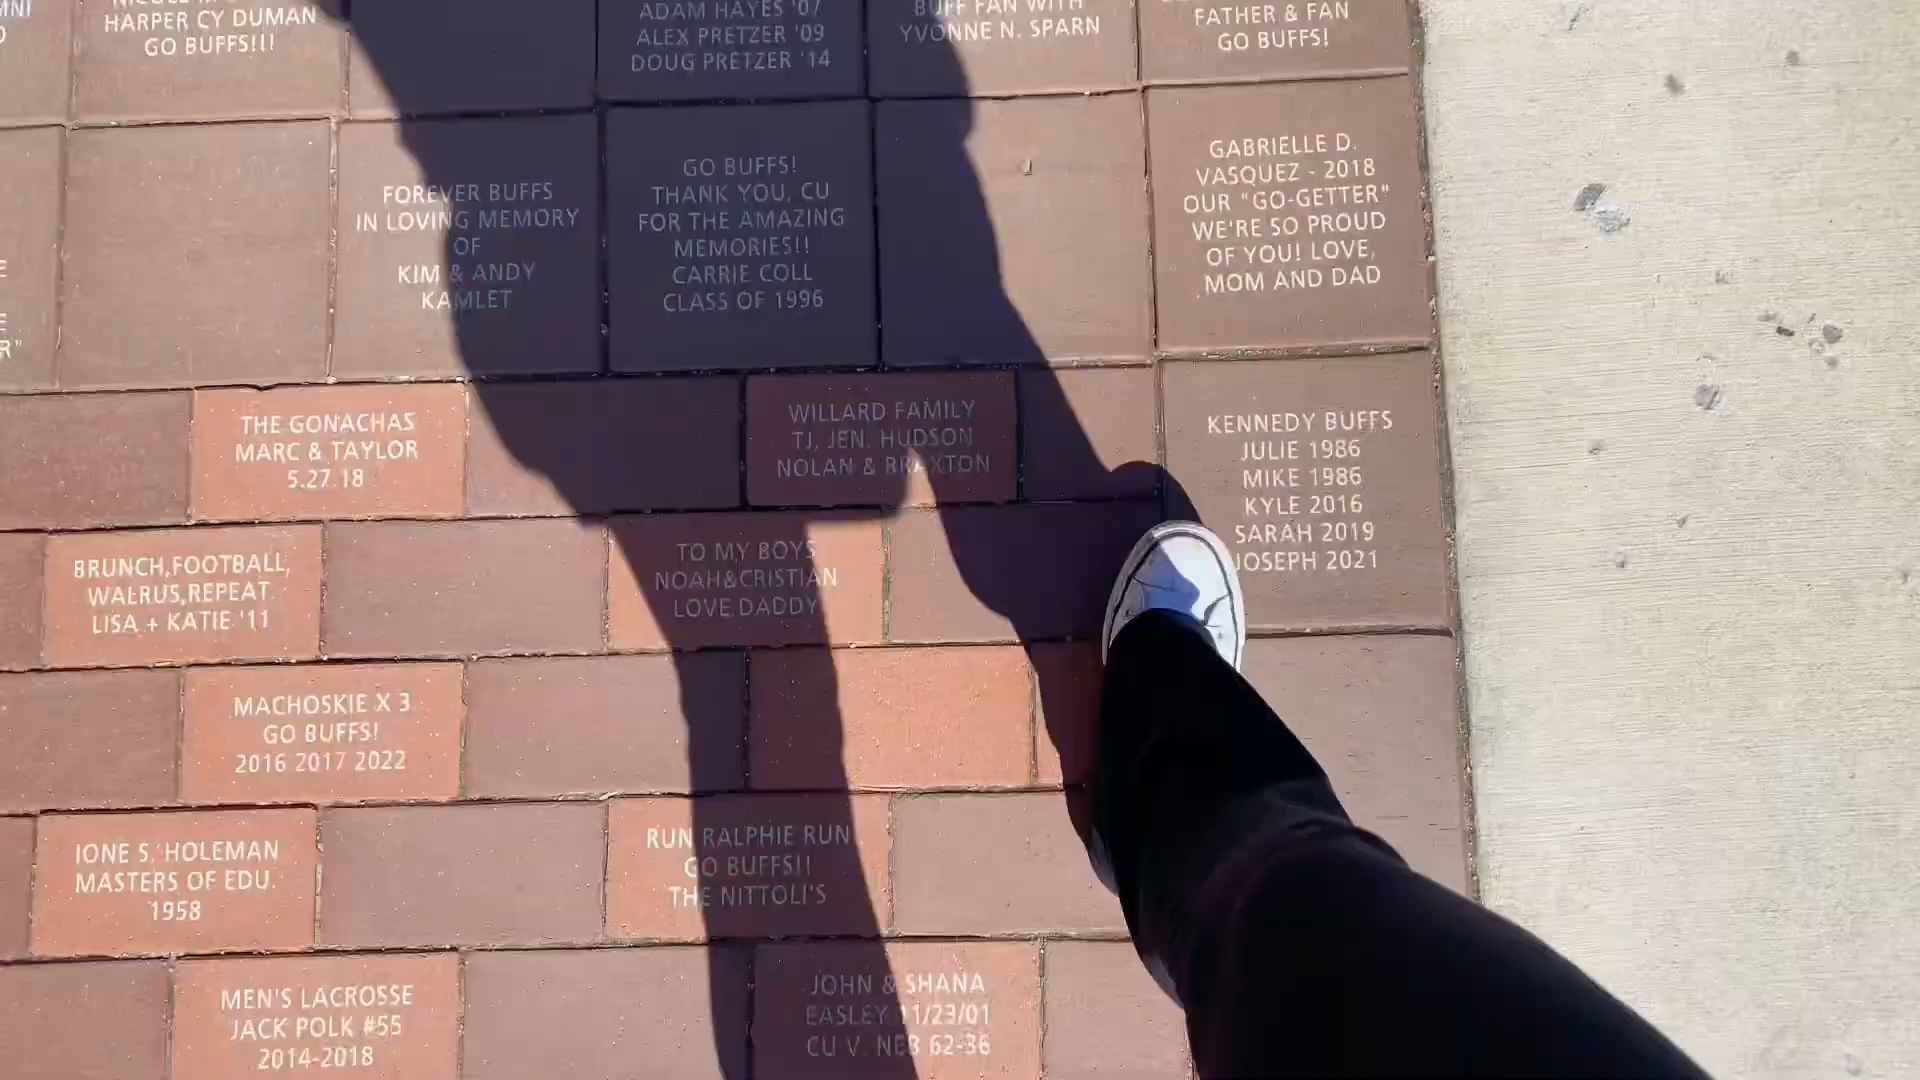 HARPER CY DUMAN
GO BUFFS!!!
ADAM HAYES '07
ALEX PRETZER '09
DOUG PRETZER '14
BUFF FAN WITH
YVONNE N. SPARN
FATHER & FAN
GO BUFFS!
FOREVER BUFFS
IN LOVING MEMORY
OF
KIM & ANDY
KAMLET
GO BUFFS!
THANK YOU, CU
FOR THE AMAZING
MEMORIES!!
CARRIE COLL
CLASS OF 1996
GABRIELLE D.
VASQUEZ - 2018
OUR "GO-GETTER"
WE'RE SO PROUD
OF YOU! LOVE,
MOM AND DAD
THE GONACHAS
MARC & TAYLOR
5.27.18
WILLARD FAMILY
TJ, JEN, HUDSON
NOLAN & BRAXTON
KENNEDY BUFFS
JULIE 1986
MIKE 1986
KYLE 2016
SARAH 2019
JOSEPH 2021
BRUNCH,FOOTBALL,
WALRUS,REPEAT.
LISA + KATIE '11
TO MY BOYS
NOAH&CRISTIAN
LOVE DADDY
MACHOSKIE X 3
GO BUFFS!
2016 2017 2022
IONE S. HOLEMAN
MASTERS OF EDU.
1958
RUN RALPHIE RUN
GO BUFFS!!
THE NITTOLI'S
MEN'S LACROSSE
JACK POLK #55
2014-2018
JOHN & SHANA
EASLEY 11/23/01
CU V. NEB 62-36